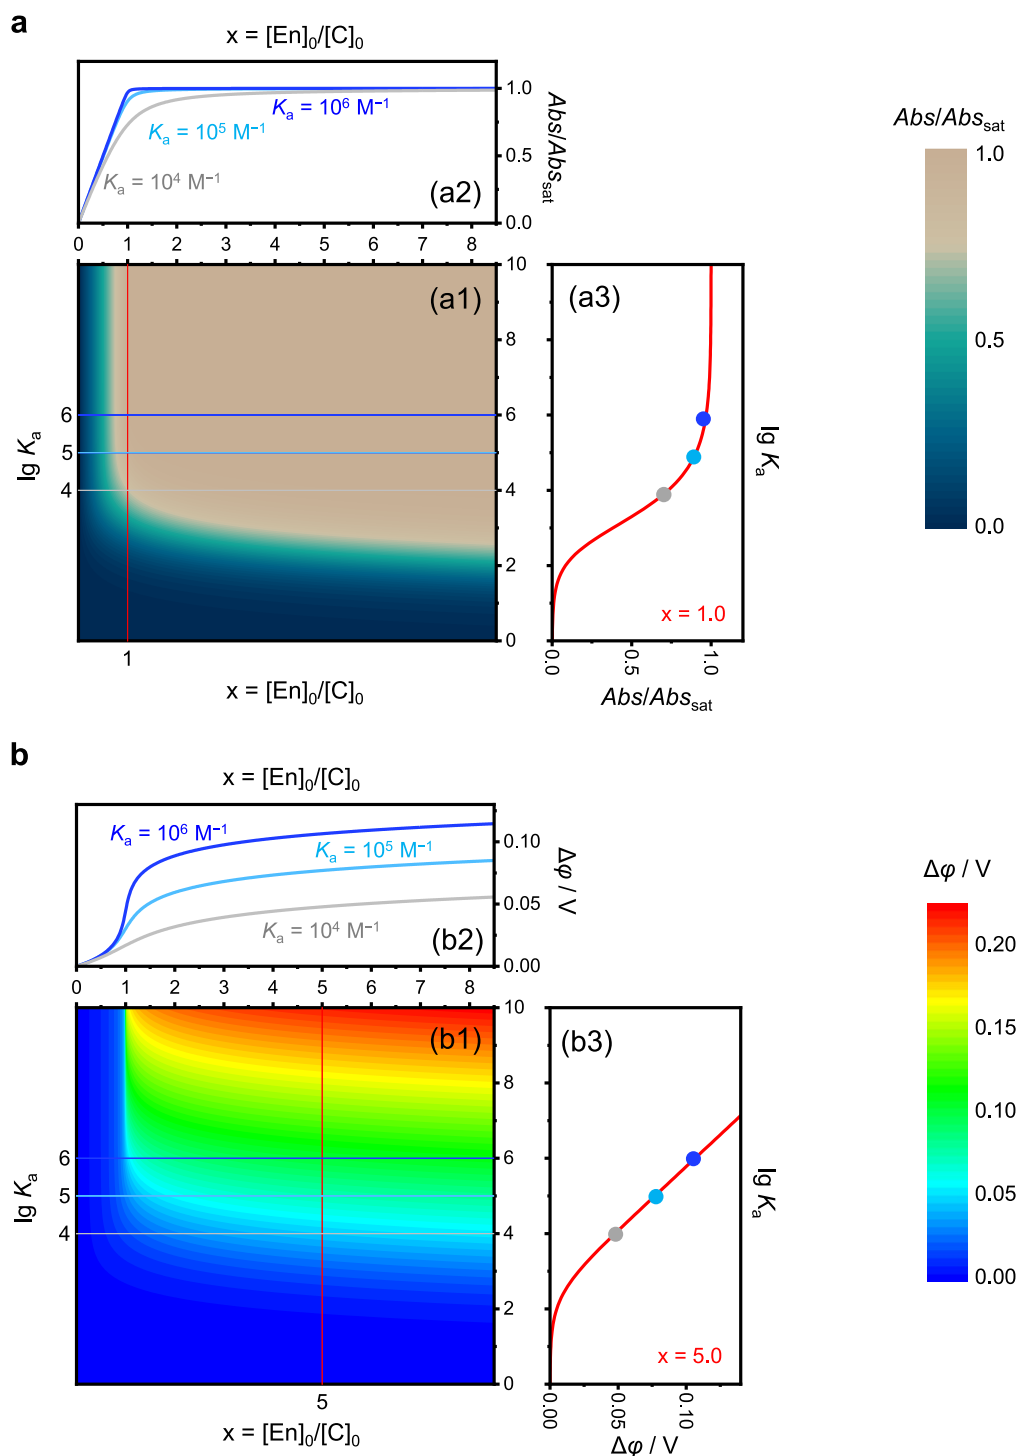 a
x = [En]₀/[C]₀
Kₐ = 10⁶ M⁻¹
Kₐ = 10⁵ M⁻¹
Kₐ = 10⁴ M⁻¹
(a2)
1.0
0.5
0.0
Abs/Abs_sat
0 1 2 3 4 5 6 7 8
(a1)
lg Kₐ
6
5
4
10
8
6
4
2
0
1
x = [En]₀/[C]₀
(a3)
lg Kₐ
x = 1.0
0.0 0.5 1.0
Abs/Abs_sat
Abs/Abs_sat
1.0
0.5
0.0
b
x = [En]₀/[C]₀
Kₐ = 10⁶ M⁻¹
Kₐ = 10⁵ M⁻¹
Kₐ = 10⁴ M⁻¹
(b2)
0.10
0.05
0.00
Δφ / V
0 1 2 3 4 5 6 7 8
(b1)
lg Kₐ
6
5
4
10
8
6
4
2
0
5
x = [En]₀/[C]₀
(b3)
lg Kₐ
x = 5.0
0.00 0.05 0.10
Δφ / V
Δφ / V
0.20
0.15
0.10
0.05
0.00